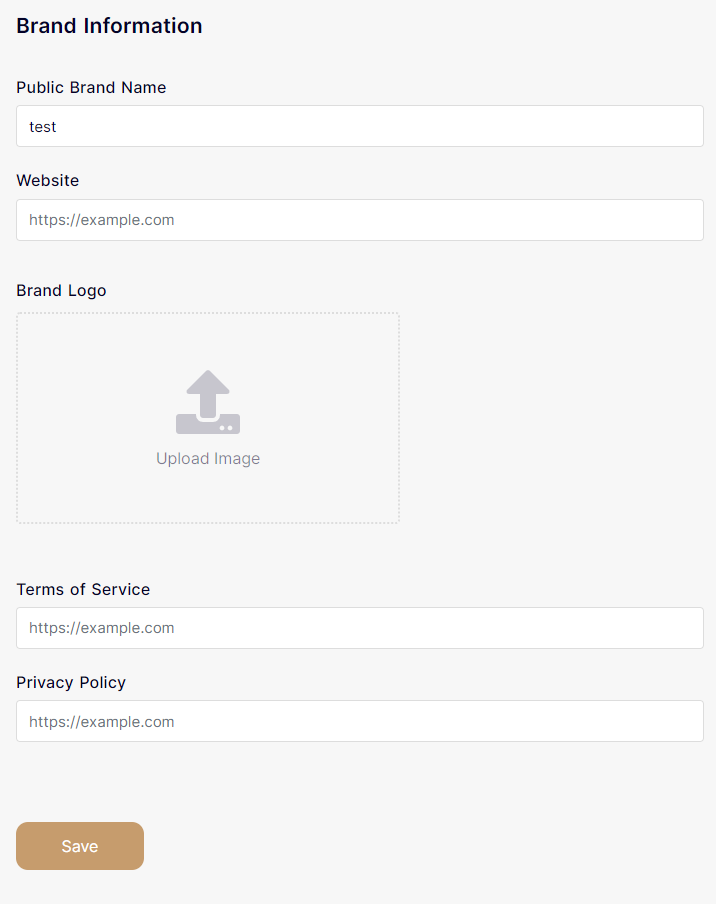 Brand Information
Public Brand Name
test
Website
https://example.com
Brand Logo
Upload Image
Terms of Service
https://example.com
Privacy Policy
https://example.com
Save